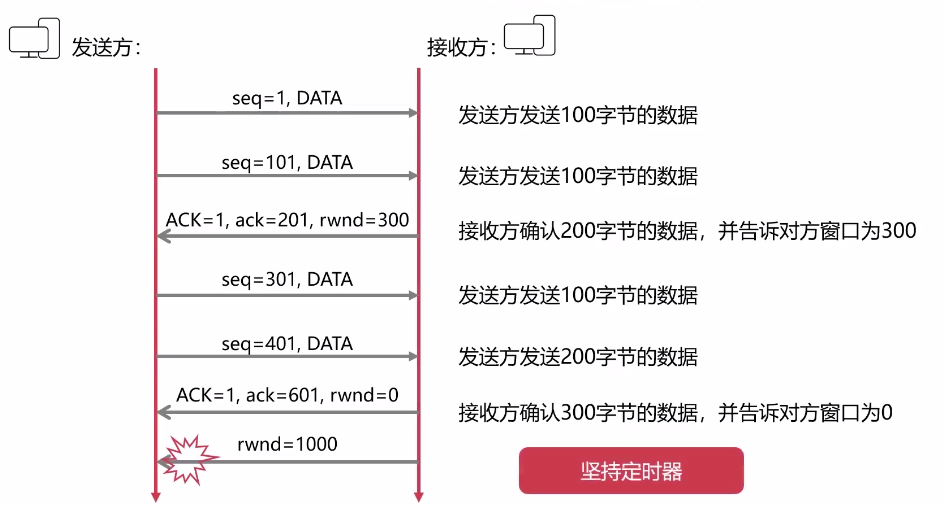 发送方：
接收方：
seq=1, DATA
发送方发送100字节的数据
seq=101, DATA
发送方发送100字节的数据
ACK=1, ack=201, rwnd=300
接收方确认200字节的数据，并告诉对方窗口为300
seq=301, DATA
发送方发送100字节的数据
seq=401, DATA
发送方发送200字节的数据
ACK=1, ack=601, rwnd=0
接收方确认300字节的数据，并告诉对方窗口为0
rwnd=1000
坚持定时器